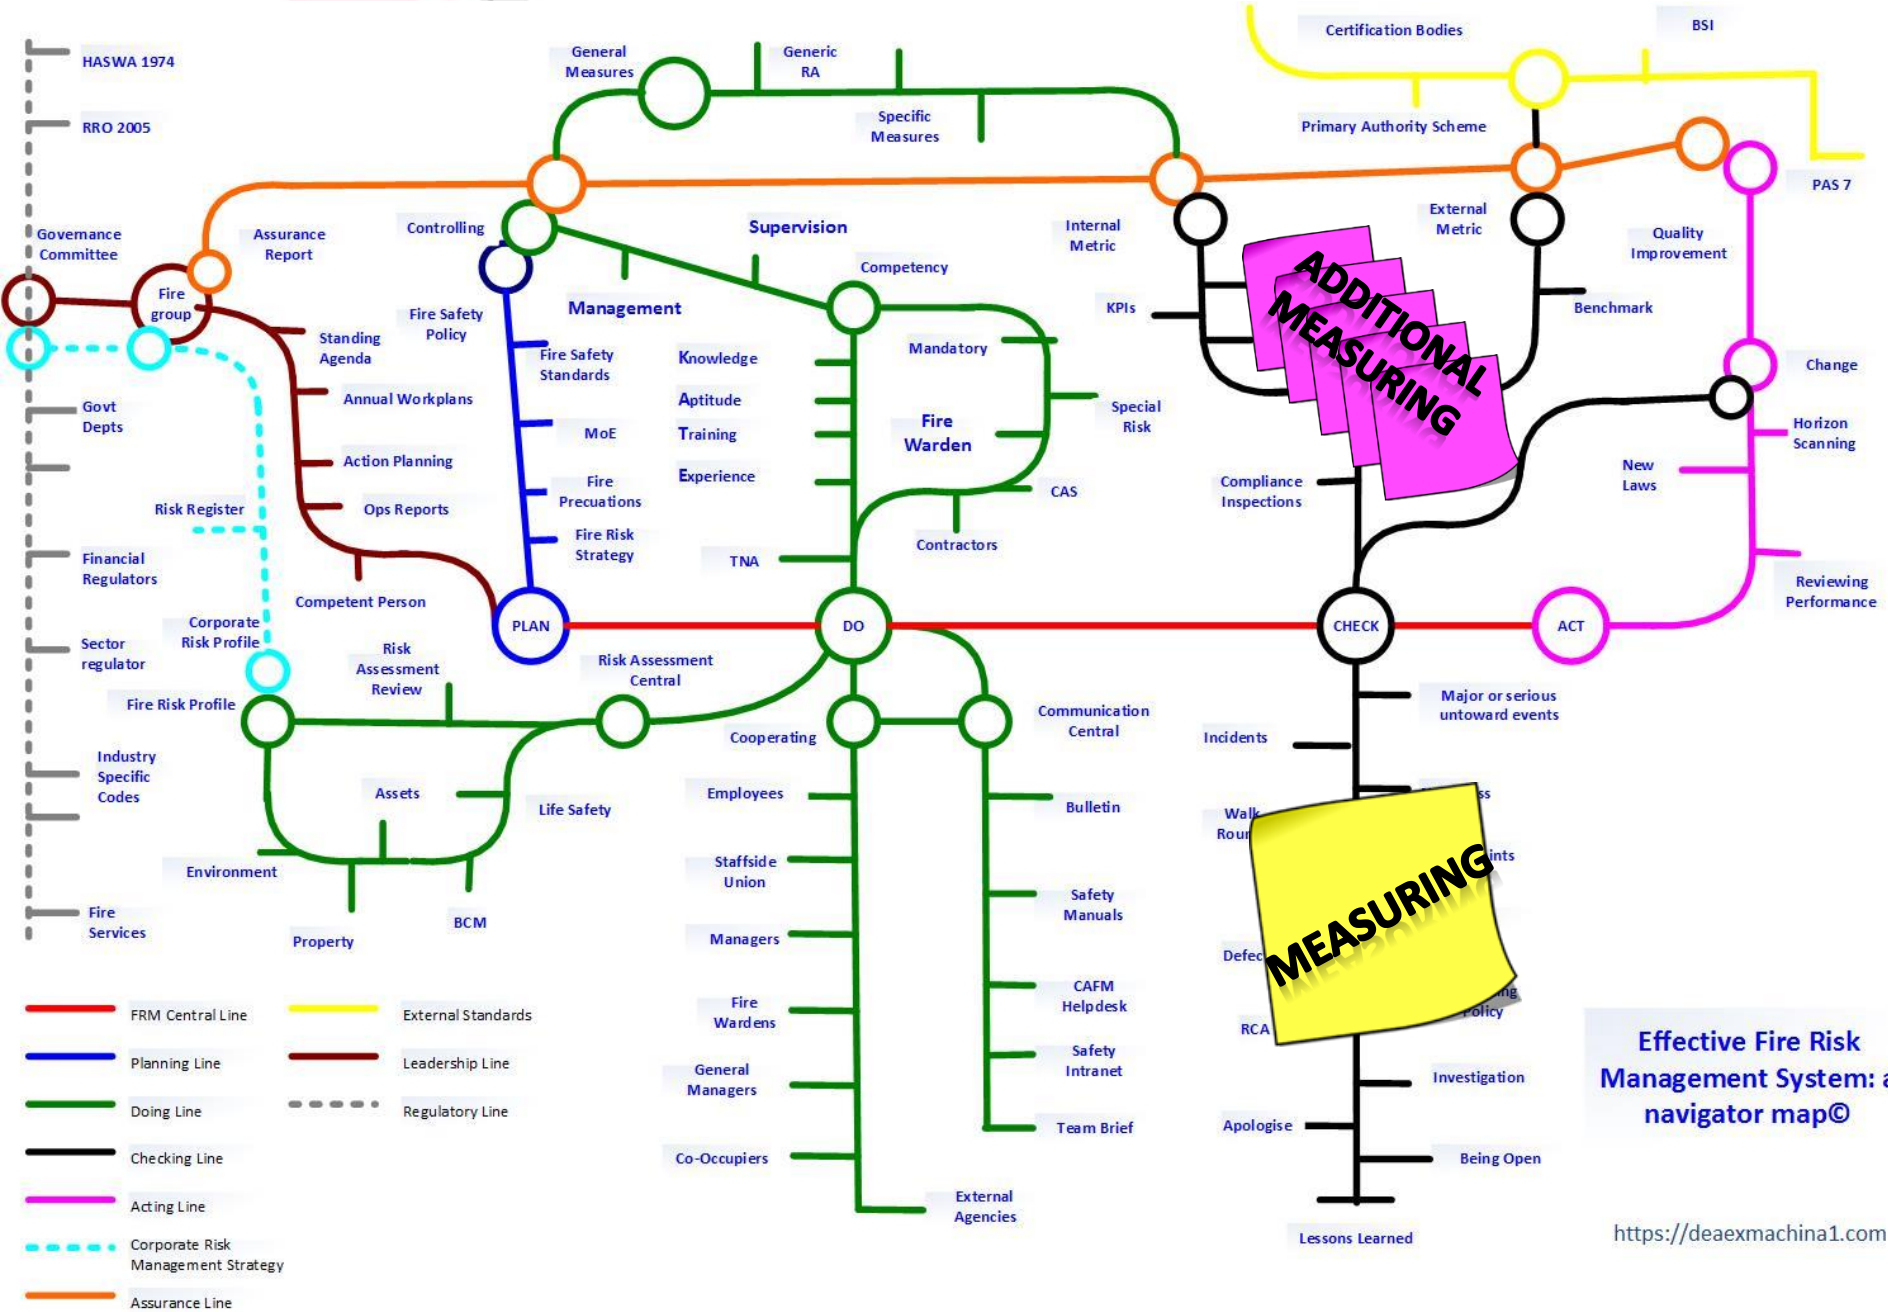 HASWA 1974
RRO 2005
Governance
Committee
Fire
group
Assurance
Report
Standing
Agenda
Annual Workplans
Action Planning
Ops Reports
Competent Person
Govt
Depts
Risk Register
Financial
Regulators
Corporate
Risk Profile
Sector
regulator
Fire Risk Profile
Industry
Specific
Codes
Fire
Services
Risk
Assessment
Review
Risk Assessment
Central
Assets
Life Safety
Environment
Property
BCM
General
Measures
Generic
RA
Specific
Measures
Controlling
Supervision
Management
Competency
Fire Safety
Policy
Fire Safety
Standards
MoE
Fire
Precuations
Fire Risk
Strategy
Knowledge
Aptitude
Training
Experience
TNA
Mandatory
Fire
Warden
Special
Risk
CAS
Contractors
PLAN
DO
CHECK
ACT
Cooperating
Communication
Central
Employees
Staffside
Union
Managers
Fire
Wardens
General
Managers
Co-Occupiers
External
Agencies
Bulletin
Safety
Manuals
CAFM
Helpdesk
Safety
Intranet
Team Brief
Certification Bodies
BSI
Primary Authority Scheme
PAS 7
Internal
Metric
External
Metric
Quality
Improvement
KPIs
Benchmark
ADDITIONAL
MEASURING
Change
Horizon
Scanning
New
Laws
Compliance
Inspections
Reviewing
Performance
Major or serious
untoward events
Incidents
Walk
MEASURING
RCA
Policy
Investigation
Apologise
Being Open
Lessons Learned
FRM Central Line
Planning Line
Doing Line
Checking Line
Acting Line
Corporate Risk
Management Strategy
Assurance Line
External Standards
Leadership Line
Regulatory Line
Effective Fire Risk
Management System: a
navigator map©
https://deaexmachina1.com